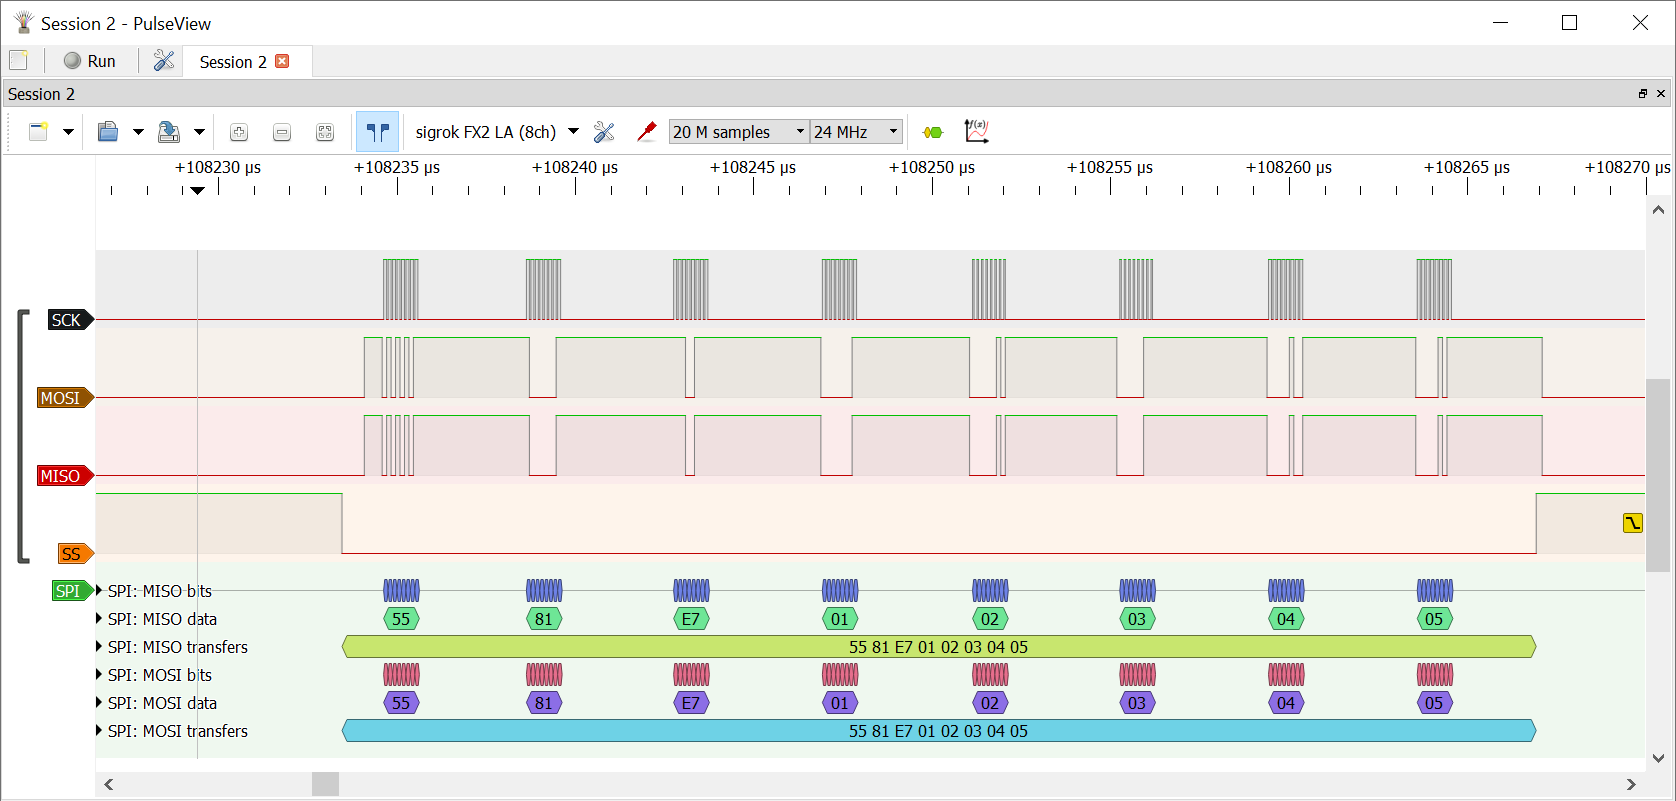 Session 2 - PulseView
Run
Session 2
Session 2
sigrok FX2 LA (8ch)
20 M samples
24 MHz
f(x)
+108230 µs +108235 µs +108240 µs +108245 µs +108250 µs +108255 µs +108260 µs +108265 µs +108270 µs
SCK
MOSI
MISO
SS
SPI
SPI: MISO bits
SPI: MISO data 55 81 E7 01 02 03 04 05
SPI: MISO transfers 55 81 E7 01 02 03 04 05
SPI: MOSI bits
SPI: MOSI data 55 81 E7 01 02 03 04 05
SPI: MOSI transfers 55 81 E7 01 02 03 04 05